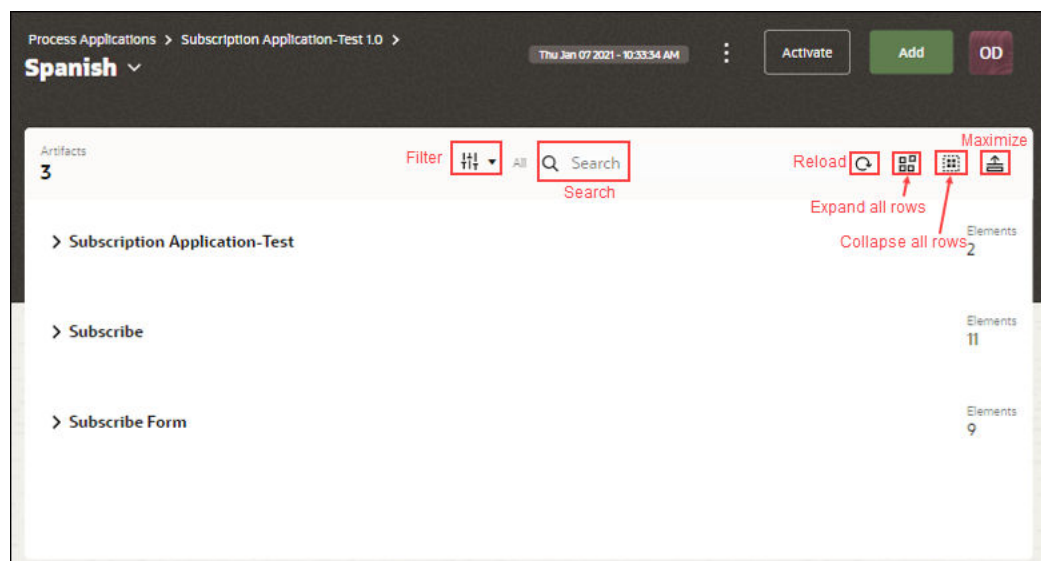 Process Applications > Subscription Application-Test 1.0 >
Spanish
Thu Jan 07 2021 - 10:33:34 AM
Activate
Add
OD
Artifacts
3
Filter
All
Search
Search
Reload
Maximize
Expand all rows
Collapse all rows
> Subscription Application-Test
Elements
2
> Subscribe
Elements
11
> Subscribe Form
Elements
9